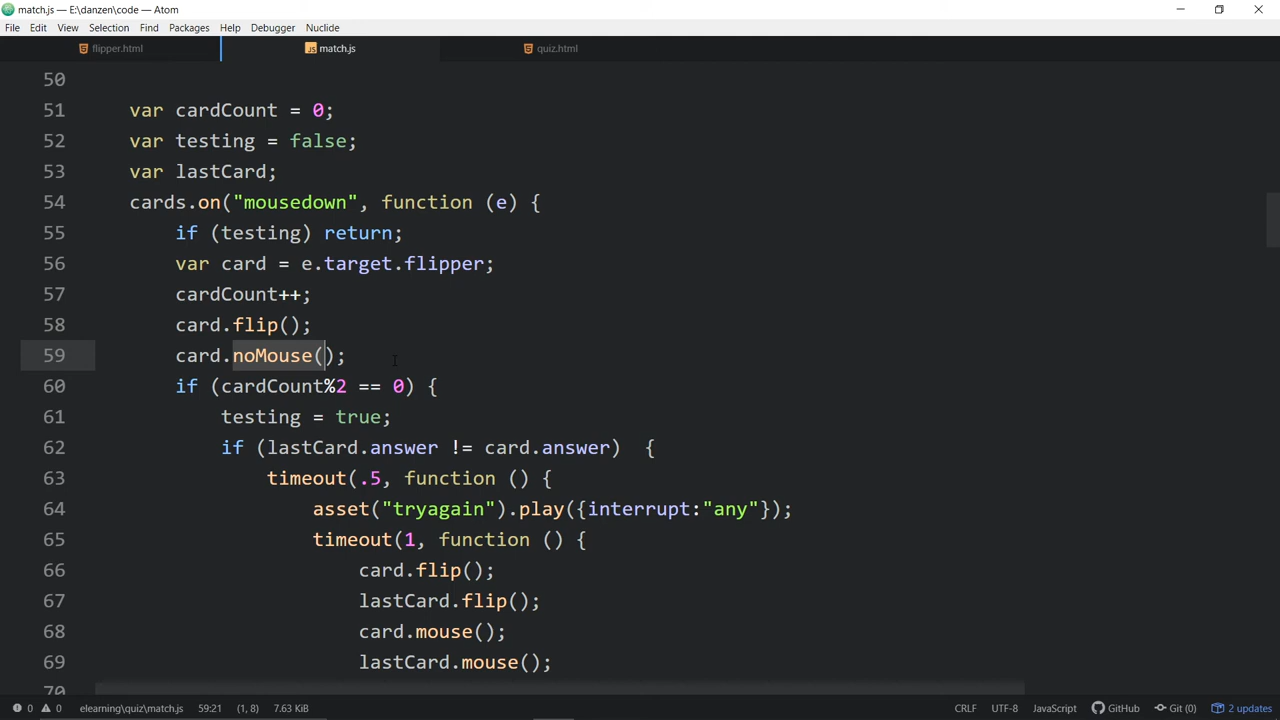 match.js — E:\danzen\code — Atom
File Edit View Selection Find Packages Help Debugger Nuclide
flipper.html match.js quiz.html
50
51 var cardCount = 0;
52 var testing = false;
53 var lastCard;
54 cards.on("mousedown", function (e) {
55 if (testing) return;
56 var card = e.target.flipper;
57 cardCount++;
58 card.flip();
59 card.noMouse();
60 if (cardCount%2 == 0) {
61 testing = true;
62 if (lastCard.answer != card.answer) {
63 timeout(.5, function () {
64 asset("tryagain").play({interrupt:"any"});
65 timeout(1, function () {
66 card.flip();
67 lastCard.flip();
68 card.mouse();
69 lastCard.mouse();
70
0 0 elearning\quiz\match.js 59:21 (1, 8) 7.63 KiB CRLF UTF-8 JavaScript GitHub Git (0) 2 updates